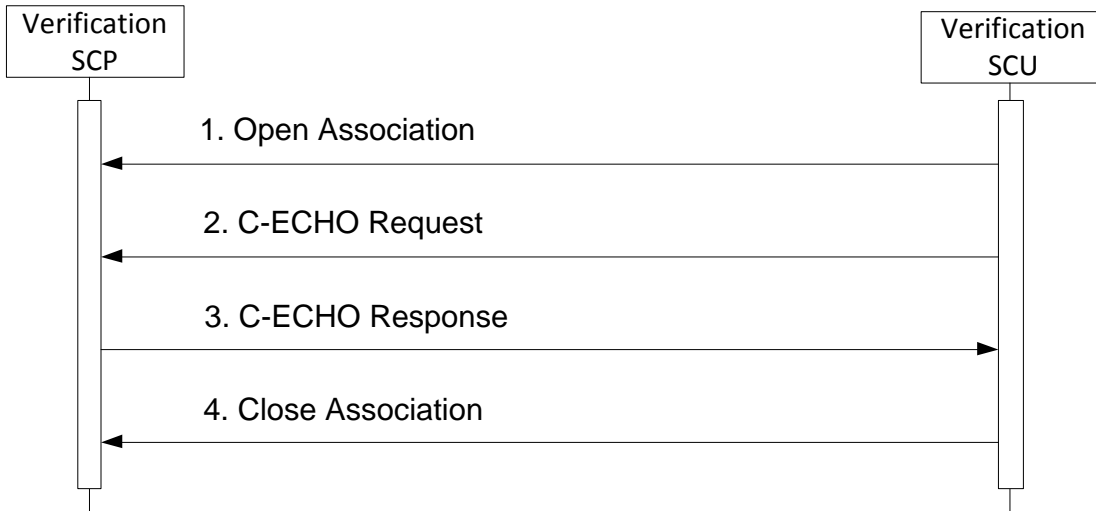 Verification
SCP
Verification
SCU
1. Open Association
2. C-ECHO Request
3. C-ECHO Response
4. Close Association